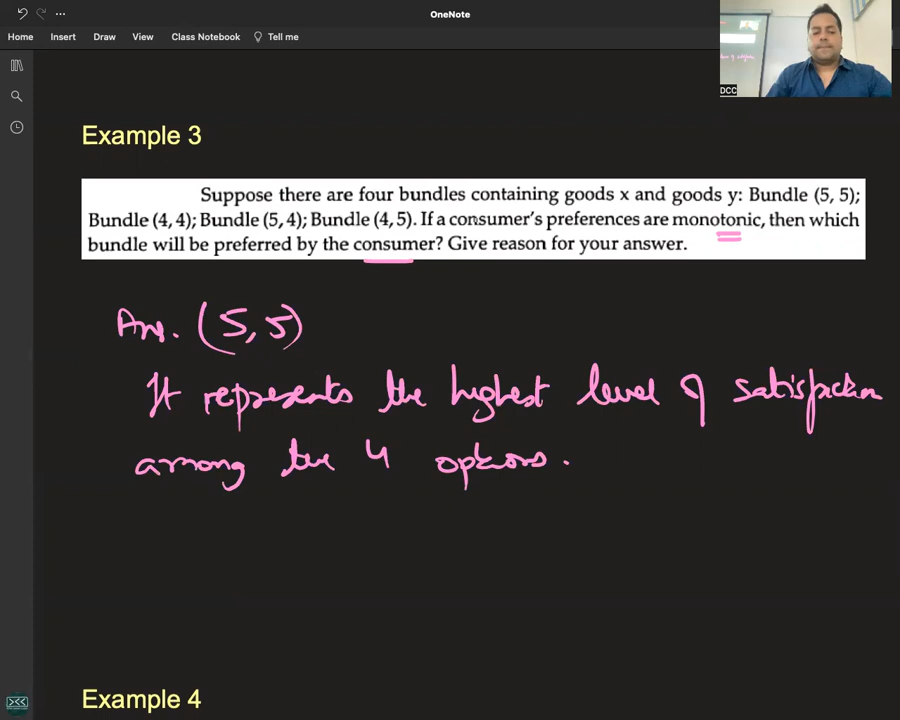 OneNote
Home Insert Draw View Class Notebook Tell me
DCC
Example 3
Suppose there are four bundles containing goods x and goods y: Bundle (5, 5);
Bundle (4, 4); Bundle (5, 4); Bundle (4, 5). If a consumer's preferences are monotonic, then which
bundle will be preferred by the consumer? Give reason for your answer.
Ans. (5, 5)
It represents the highest level of satisfaction
among the 4 options.
Example 4